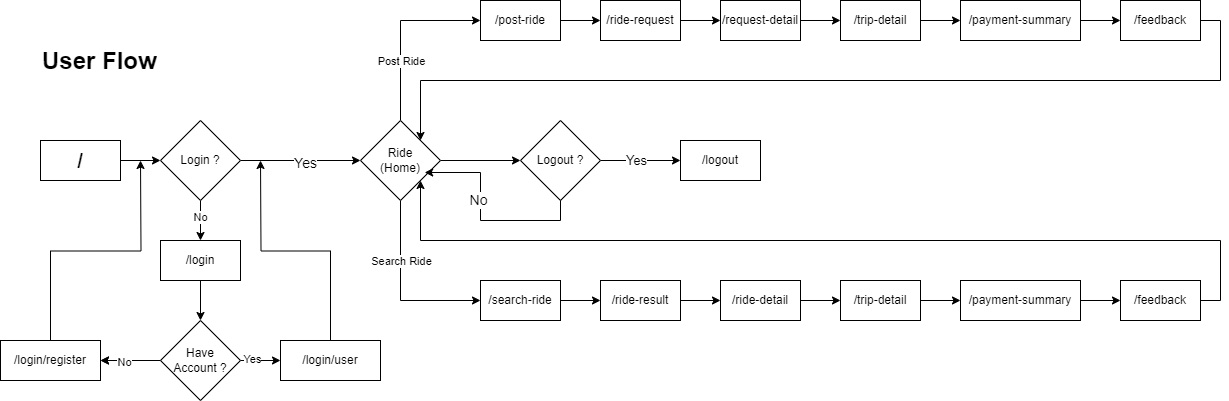 /post-ride
/ride-request
/request-detail
/trip-detail
/payment-summary
/feedback
User Flow
Post Ride
/
Login ?
Yes
Ride
(Home)
Logout ?
Yes
/logout
No
No
/login
Search Ride
/search-ride
/ride-result
/ride-detail
/trip-detail
/payment-summary
/feedback
/login/register
No
Have
Account ?
Yes
/login/user